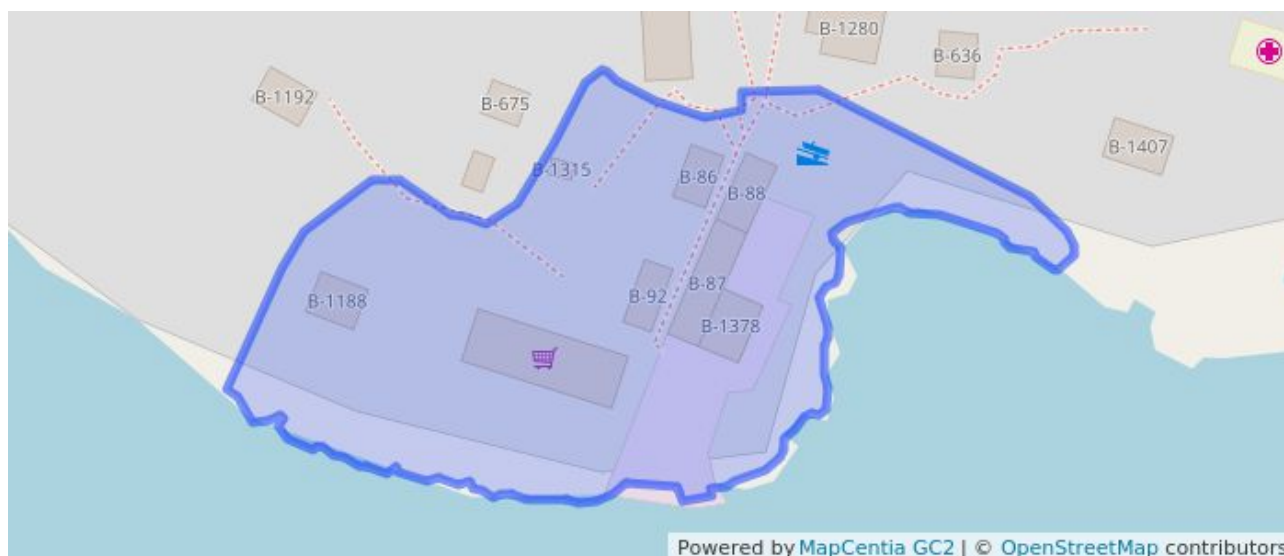 B-1280
B-636
B-1192
B-675
B-1407
B-1315
B-86
B-88
B-87
B-92
B-1188
B-1378
Powered by MapCentia GC2 | © OpenStreetMap contributors